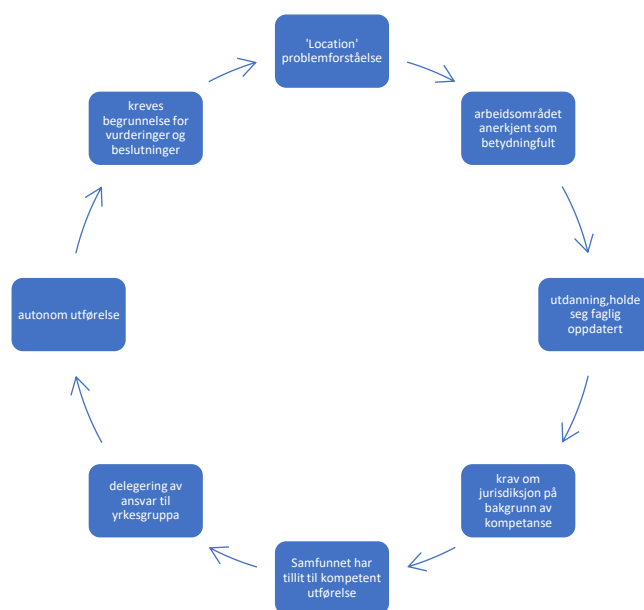 'Location'
problemforståelse
arbeidsområdet
anerkjent som
betydningfult
utdanning,holde
seg faglig
oppdatert
krav om
jurisdiksjon på
bakgrunn av
kompetanse
Samfunnet har
tillit til kompetent
utførelse
delegering av
ansvar til
yrkesgruppa
autonom utførelse
kreves
begrunnelse for
vurderinger og
beslutninger